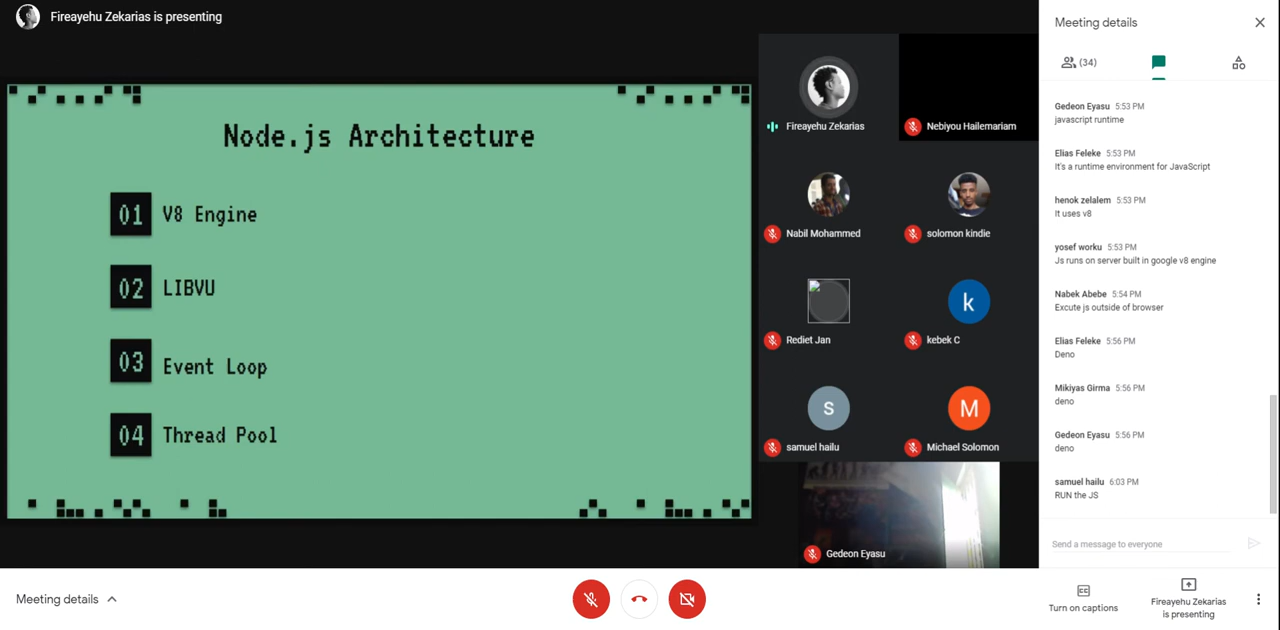 Fireayehu Zekarias is presenting
Node.js Architecture
01 V8 Engine
02 LIBVU
03 Event Loop
04 Thread Pool
Fireayehu Zekarias
Nebiyou Hailemariam
Nabil Mohammed
solomon kindie
Rediet Jan
k
kebek C
s
samuel hailu
M
Michael Solomon
Gedeon Eyasu
Meeting details
(34)
Gedeon Eyasu 5:53 PM
javascript runtime
Elias Feleke 5:53 PM
It's a runtime environment for JavaScript
henok zelalem 5:53 PM
It uses v8
yosef worku 5:53 PM
Js runs on server built in google v8 engine
Nabek Abebe 5:54 PM
Excute js outside of browser
Elias Feleke 5:56 PM
Deno
Mikiyas Girma 5:56 PM
deno
Gedeon Eyasu 5:56 PM
deno
samuel hailu 6:03 PM
RUN the JS
Send a message to everyone
Meeting details
CC
Turn on captions
Fireayehu Zekarias
is presenting